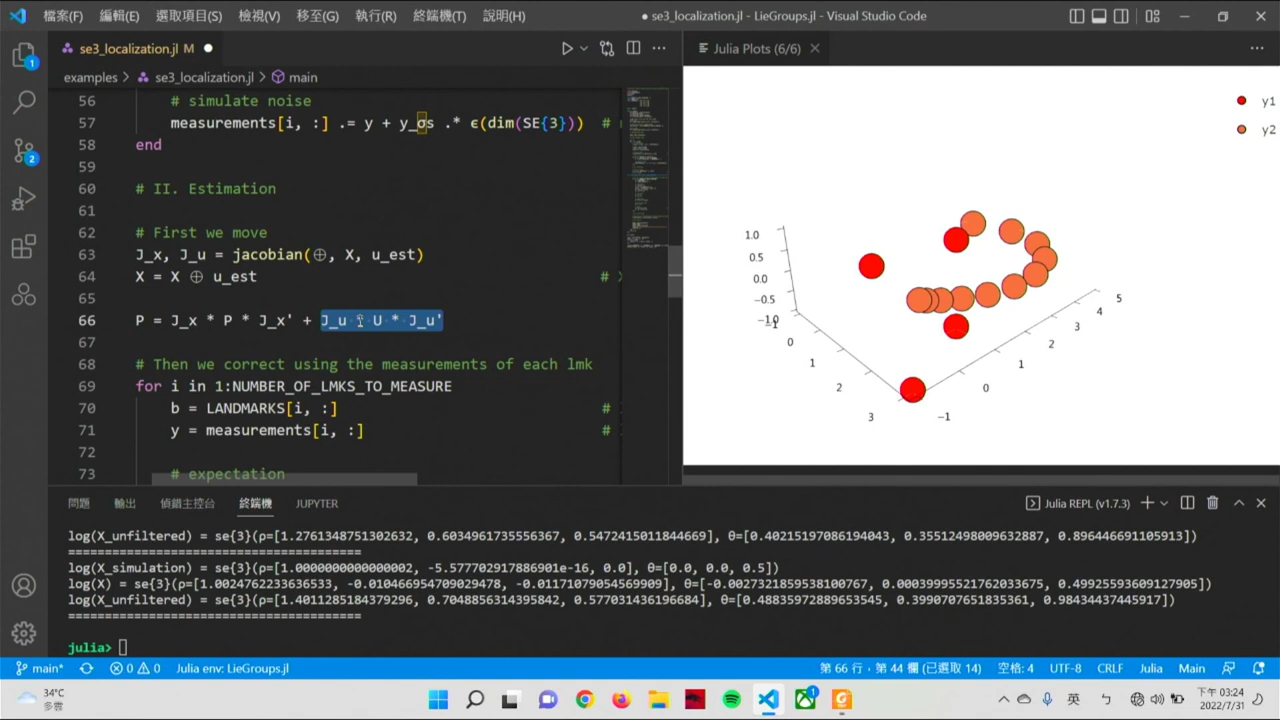 檔案(F) 編輯(E) 選取項目(S) 檢視(V) 移至(G) 執行(R) 終端機(T) 說明(H) ● se3_localization.jl - LieGroups.jl - Visual Studio Code
se3_localization.jl M ●
Julia Plots (6/6)
examples > se3_localization.jl > main
56 # simulate noise
57 measurements[i, :] .= y + y_σs .* ϵ(dim(SE{3})) #
58 end
59
60 # II. Estimation
61
62 # First we move
63 J_x, J_u = jacobian(⊕, X, u_est)
64 X = X ⊕ u_est #
65
66 P = J_x * P * J_x' + J_u * U * J_u'
67
68 # Then we correct using the measurements of each lmk
69 for i in 1:NUMBER_OF_LMKS_TO_MEASURE
70 b = LANDMARKS[i, :] #
71 y = measurements[i, :] #
72
73 # expectation
y1
y2
1.0
0.5
0.0
−0.5
−1.0
−1
0
1
2
3
−1
0
1
2
3
4
5
問題 輸出 偵錯主控台 終端機 JUPYTER Julia REPL (v1.7.3)
log(X_unfiltered) = se{3}(ρ=[1.2761348751302632, 0.6034961735556367, 0.5472415011844669], θ=[0.40215197086194043, 0.35512498009632887, 0.896446691105913])
=====================================
log(X_simulation) = se{3}(ρ=[1.0000000000000002, -5.577702917886901e-16, 0.0], θ=[0.0, 0.0, 0.5])
log(X) = se{3}(ρ=[1.0024762233636533, -0.010466954709029478, -0.01171079054569909], θ=[-0.0027321859538100767, 0.00039995521762033675, 0.49925593609127905])
log(X_unfiltered) = se{3}(ρ=[1.4011285184379296, 0.7048856314395842, 0.577031436196684], θ=[0.48835972889653545, 0.3990707651835361, 0.98434437445917])
=====================================
julia>
main* 0 0 Julia env: LieGroups.jl 第 66 行，第 44 欄 (已選取 14) 空格: 4 UTF-8 CRLF Julia Main
34°C
多雲
英
下午 03:24
2022/7/31